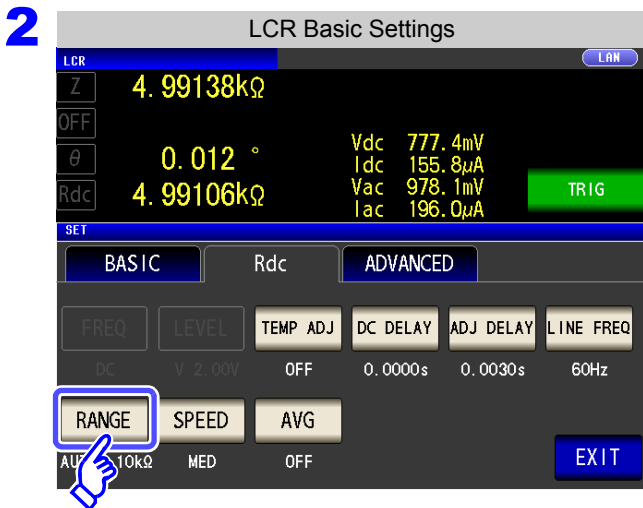 2
LCR Basic Settings
LCR LAN
Z 4.99138kΩ
OFF
θ 0.012 °
Rdc 4.99106kΩ
Vdc 777.4mV
Idc 155.8µA
Vac 978.1mV
Iac 196.0µA
TRIG
SET
BASIC Rdc ADVANCED
FREQ LEVEL TEMP ADJ DC DELAY ADJ DELAY LINE FREQ
DC V 2.00V OFF 0.0000s 0.0030s 60Hz
RANGE SPEED AVG
10kΩ MED OFF
EXIT